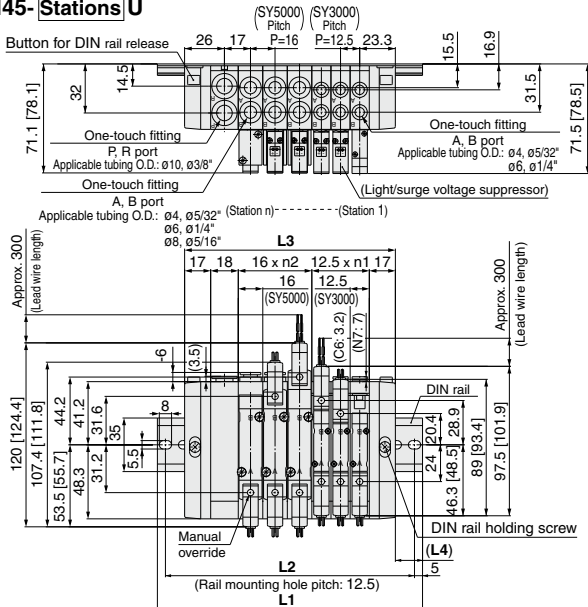 45- Stations U
(SY5000) (SY3000)
Pitch Pitch
Button for DIN rail release
26 17 P=16 P=12.5 23.3
15.5
16.9
71.1 [78.1]
32
14.5
31.5
71.5 [78.5]
One-touch fitting
P, R port
Applicable tubing O.D.: ø10, ø3/8"
One-touch fitting
A, B port
Applicable tubing O.D.: ø4, ø5/32"
ø6, ø1/4"
One-touch fitting
A, B port
Applicable tubing O.D.: ø4, ø5/32"
ø6, ø1/4"
ø8, ø5/16"
(Light/surge voltage suppressor)
(Station n) (Station 1)
L3
17 18 16 x n2 12.5 x n1 17
16 12.5
(SY5000) (SY3000)
Approx. 300
(Lead wire length)
Approx. 300
(Lead wire length)
(C6: 3.2)
(N7: 7)
-6
(3.5)
DIN rail
120 [124.4]
107.4 [111.8]
53.5 [55.7]
44.2
48.3
41.2
31.6
31.2
35
8
5.5
20.4
28.9
24
46.3 [48.5]
89 [93.4]
97.5 [101.9]
Manual
override
DIN rail holding screw
L2
(L4)
(Rail mounting hole pitch: 12.5)
5
L1